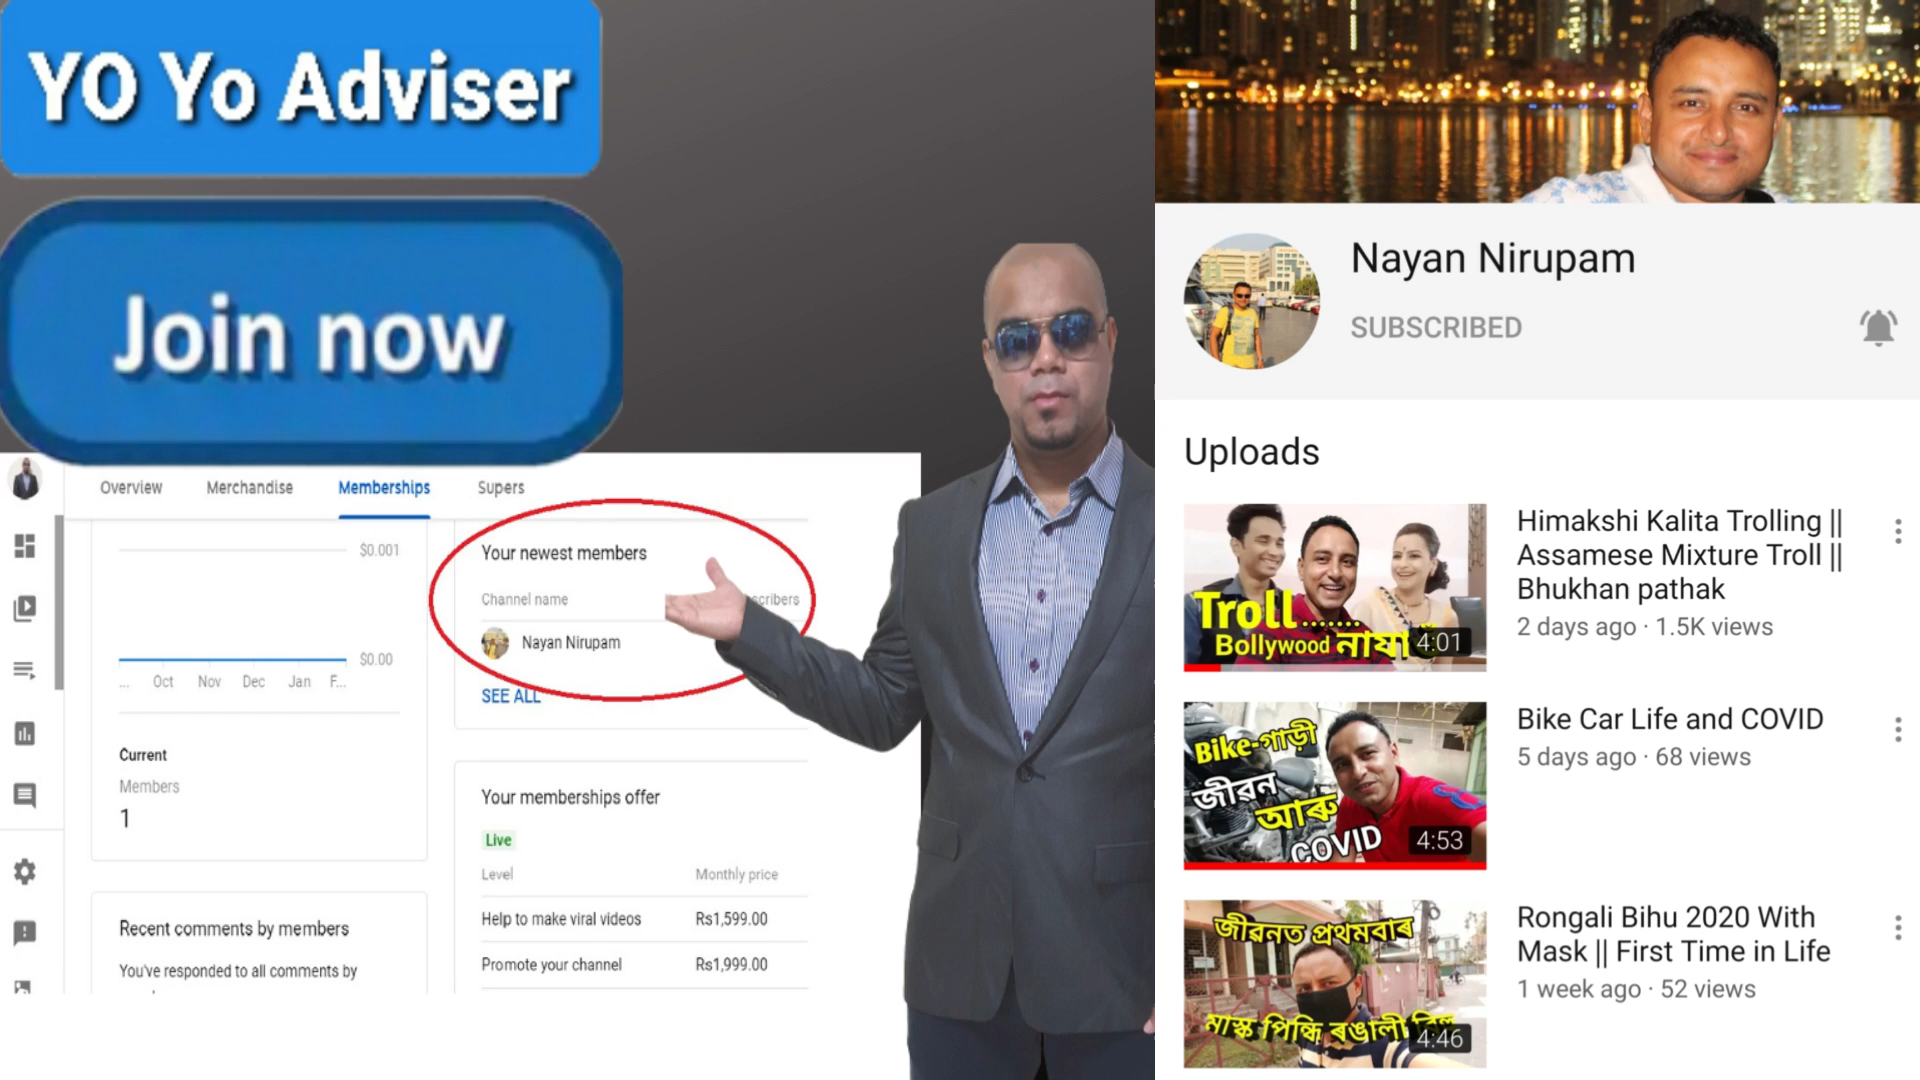 YO Yo Adviser
Join now
Overview
Merchandise
Memberships
Supers
$0.001
$0.00
...
Oct
Nov
Dec
Jan
F...
Current
Members
1
Recent comments by members
You've responded to all comments by
Your newest members
Channel name
scribers
Nayan Nirupam
SEE ALL
Your memberships offer
Live
Level
Monthly price
Help to make viral videos
Rs1,599.00
Promote your channel
Rs1,999.00
Nayan Nirupam
SUBSCRIBED
Uploads
Troll.......
Bollywood নাযা
4:01
Himakshi Kalita Trolling ||
Assamese Mixture Troll ||
Bhukhan pathak
2 days ago · 1.5K views
Bike-গাড়ী
জীৱন
আৰু
COVID
4:53
Bike Car Life and COVID
5 days ago · 68 views
জীৱনত প্ৰথমবাৰ
মাস্ক পিন্ধি ৰঙালী
4:46
Rongali Bihu 2020 With
Mask || First Time in Life
1 week ago · 52 views